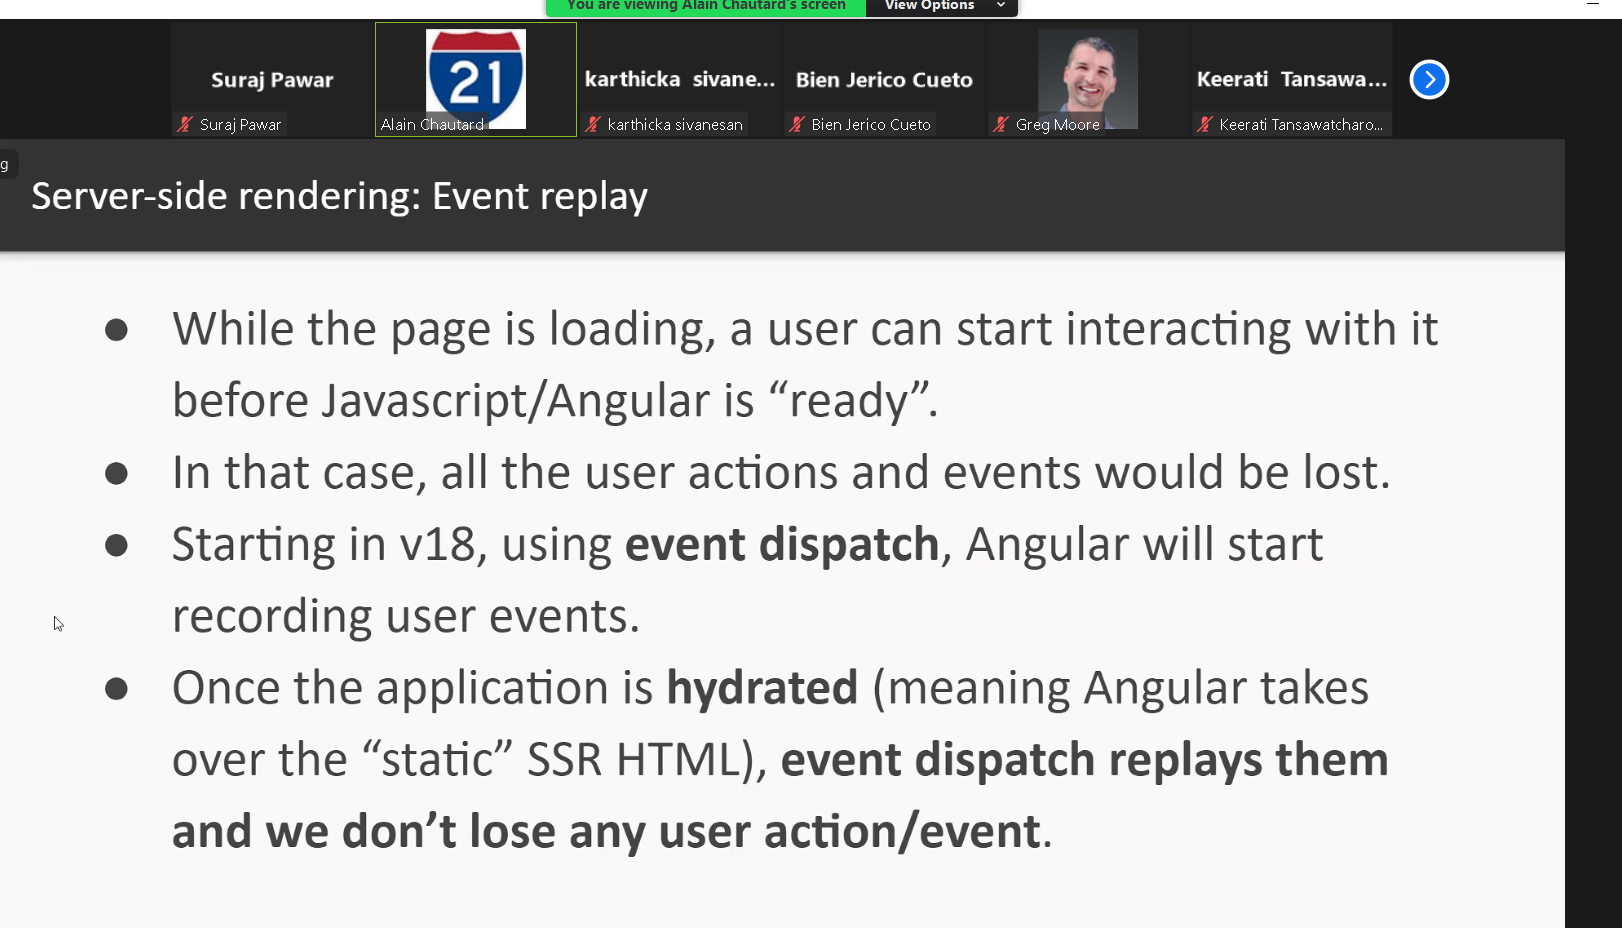 You are viewing Alain Chautard's screen
View Options
Suraj Pawar
21
karthicka sivane...
Bien Jerico Cueto
Keerati Tansawa...
Suraj Pawar
Alain Chautard
karthicka sivanesan
Bien Jerico Cueto
Greg Moore
Keerati Tansawatcharo...
g
Server-side rendering: Event replay
● While the page is loading, a user can start interacting with it
before Javascript/Angular is “ready”.
● In that case, all the user actions and events would be lost.
● Starting in v18, using event dispatch, Angular will start
recording user events.
● Once the application is hydrated (meaning Angular takes
over the “static” SSR HTML), event dispatch replays them
and we don’t lose any user action/event.